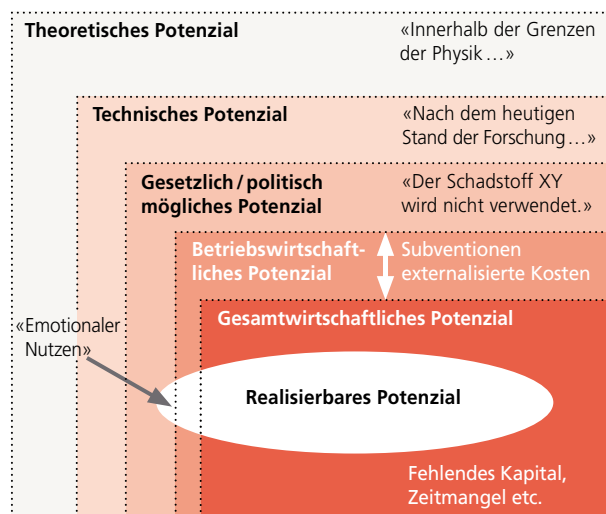 Theoretisches Potenzial
«Innerhalb der Grenzen
der Physik…»
Technisches Potenzial
«Nach dem heutigen
Stand der Forschung…»
Gesetzlich / politisch
mögliches Potenzial
«Der Schadstoff XY
wird nicht verwendet.»
Betriebswirtschaft-
liches Potenzial
Subventionen
externalisierte Kosten
Gesamtwirtschaftliches Potenzial
«Emotionaler
Nutzen»
Realisierbares Potenzial
Fehlendes Kapital,
Zeitmangel etc.